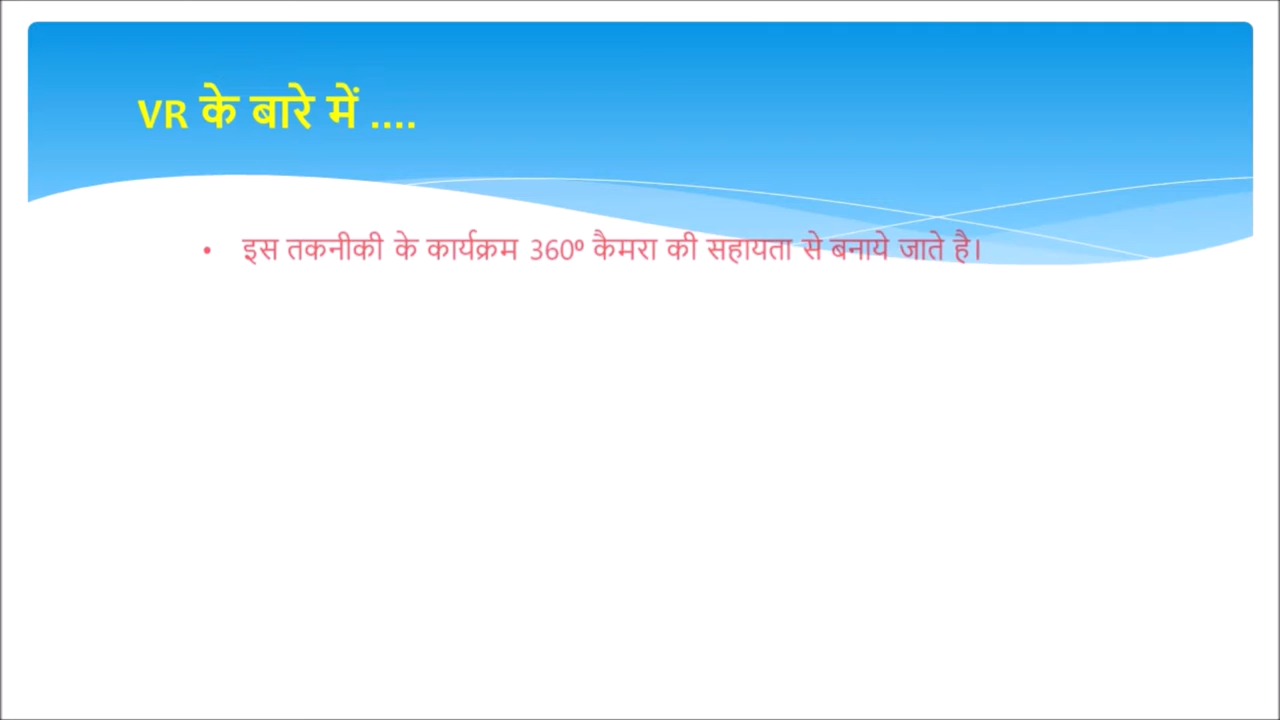 VR के बारे में ....
• इस तकनीकी के कार्यक्रम 360º कैमरा की सहायता से बनाये जाते है।